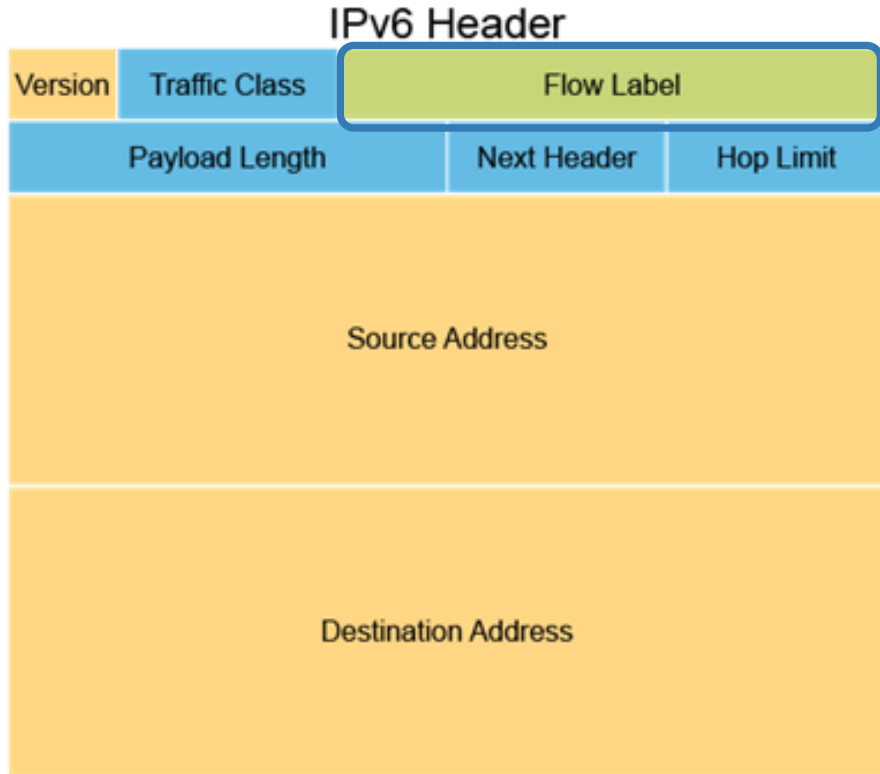 IPv6 Header
Version Traffic Class Flow Label
Payload Length Next Header Hop Limit
Source Address
Destination Address